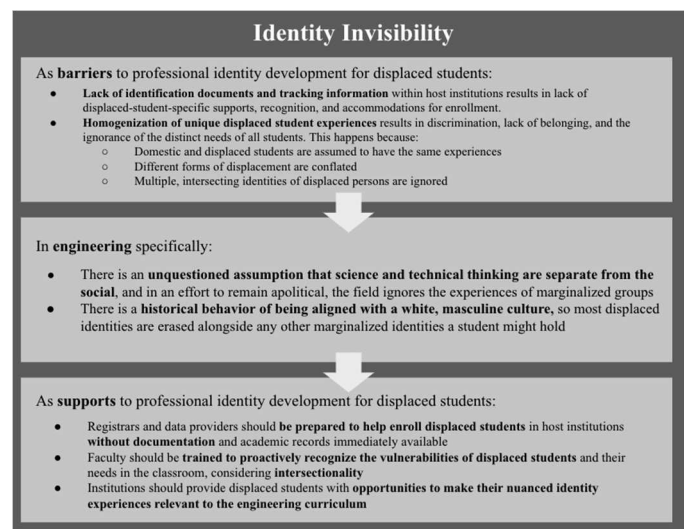 Identity Invisibility
As barriers to professional identity development for displaced students:
● Lack of identification documents and tracking information within host institutions results in lack of
displaced-student-specific supports, recognition, and accommodations for enrollment.
● Homogenization of unique displaced student experiences results in discrimination, lack of belonging, and the
ignorance of the distinct needs of all students. This happens because:
○ Domestic and displaced students are assumed to have the same experiences
○ Different forms of displacement are conflated
○ Multiple, intersecting identities of displaced persons are ignored
In engineering specifically:
● There is an unquestioned assumption that science and technical thinking are separate from the
social, and in an effort to remain apolitical, the field ignores the experiences of marginalized groups
● There is a historical behavior of being aligned with a white, masculine culture, so most displaced
identities are erased alongside any other marginalized identities a student might hold
As supports to professional identity development for displaced students:
● Registrars and data providers should be prepared to help enroll displaced students in host institutions
without documentation and academic records immediately available
● Faculty should be trained to proactively recognize the vulnerabilities of displaced students and their
needs in the classroom, considering intersectionality
● Institutions should provide displaced students with opportunities to make their nuanced identity
experiences relevant to the engineering curriculum